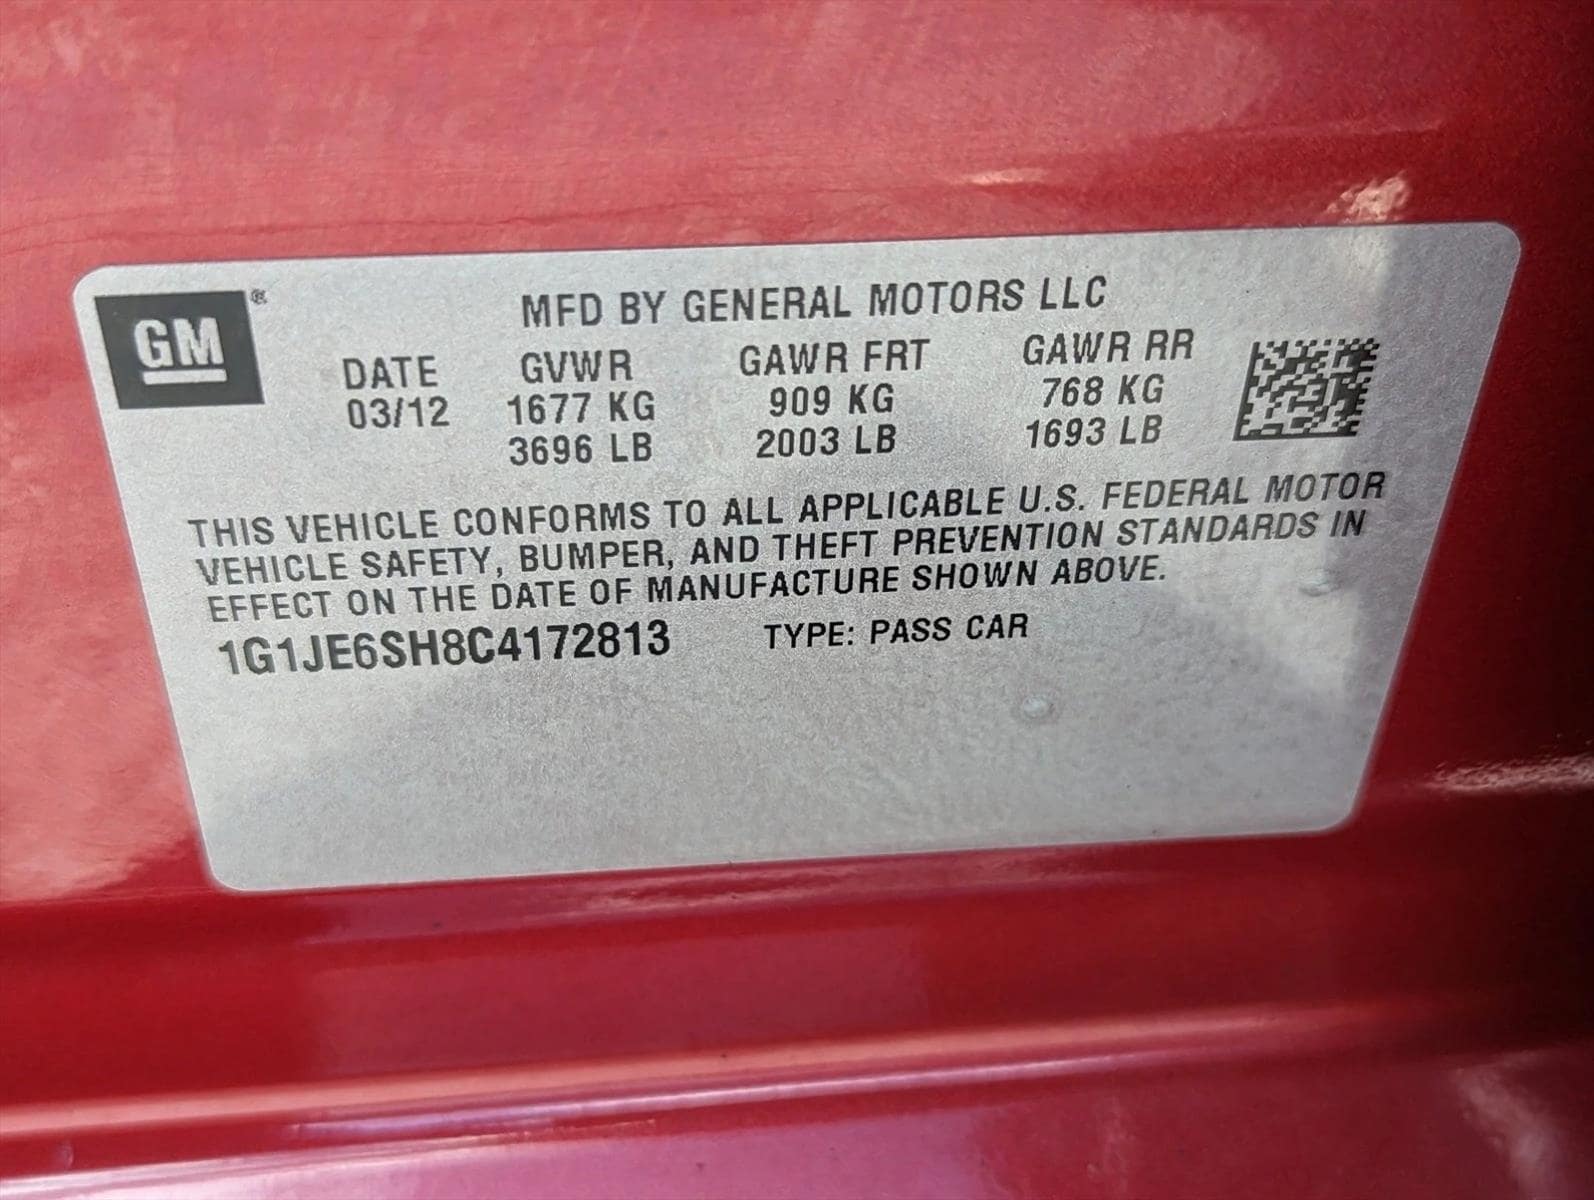 GM ®
MFD BY GENERAL MOTORS LLC
DATE GVWR GAWR FRT GAWR RR
03/12 1677 KG 909 KG 768 KG
3696 LB 2003 LB 1693 LB
THIS VEHICLE CONFORMS TO ALL APPLICABLE U.S. FEDERAL MOTOR
VEHICLE SAFETY, BUMPER, AND THEFT PREVENTION STANDARDS IN
EFFECT ON THE DATE OF MANUFACTURE SHOWN ABOVE.
1G1JE6SH8C4172813 TYPE: PASS CAR